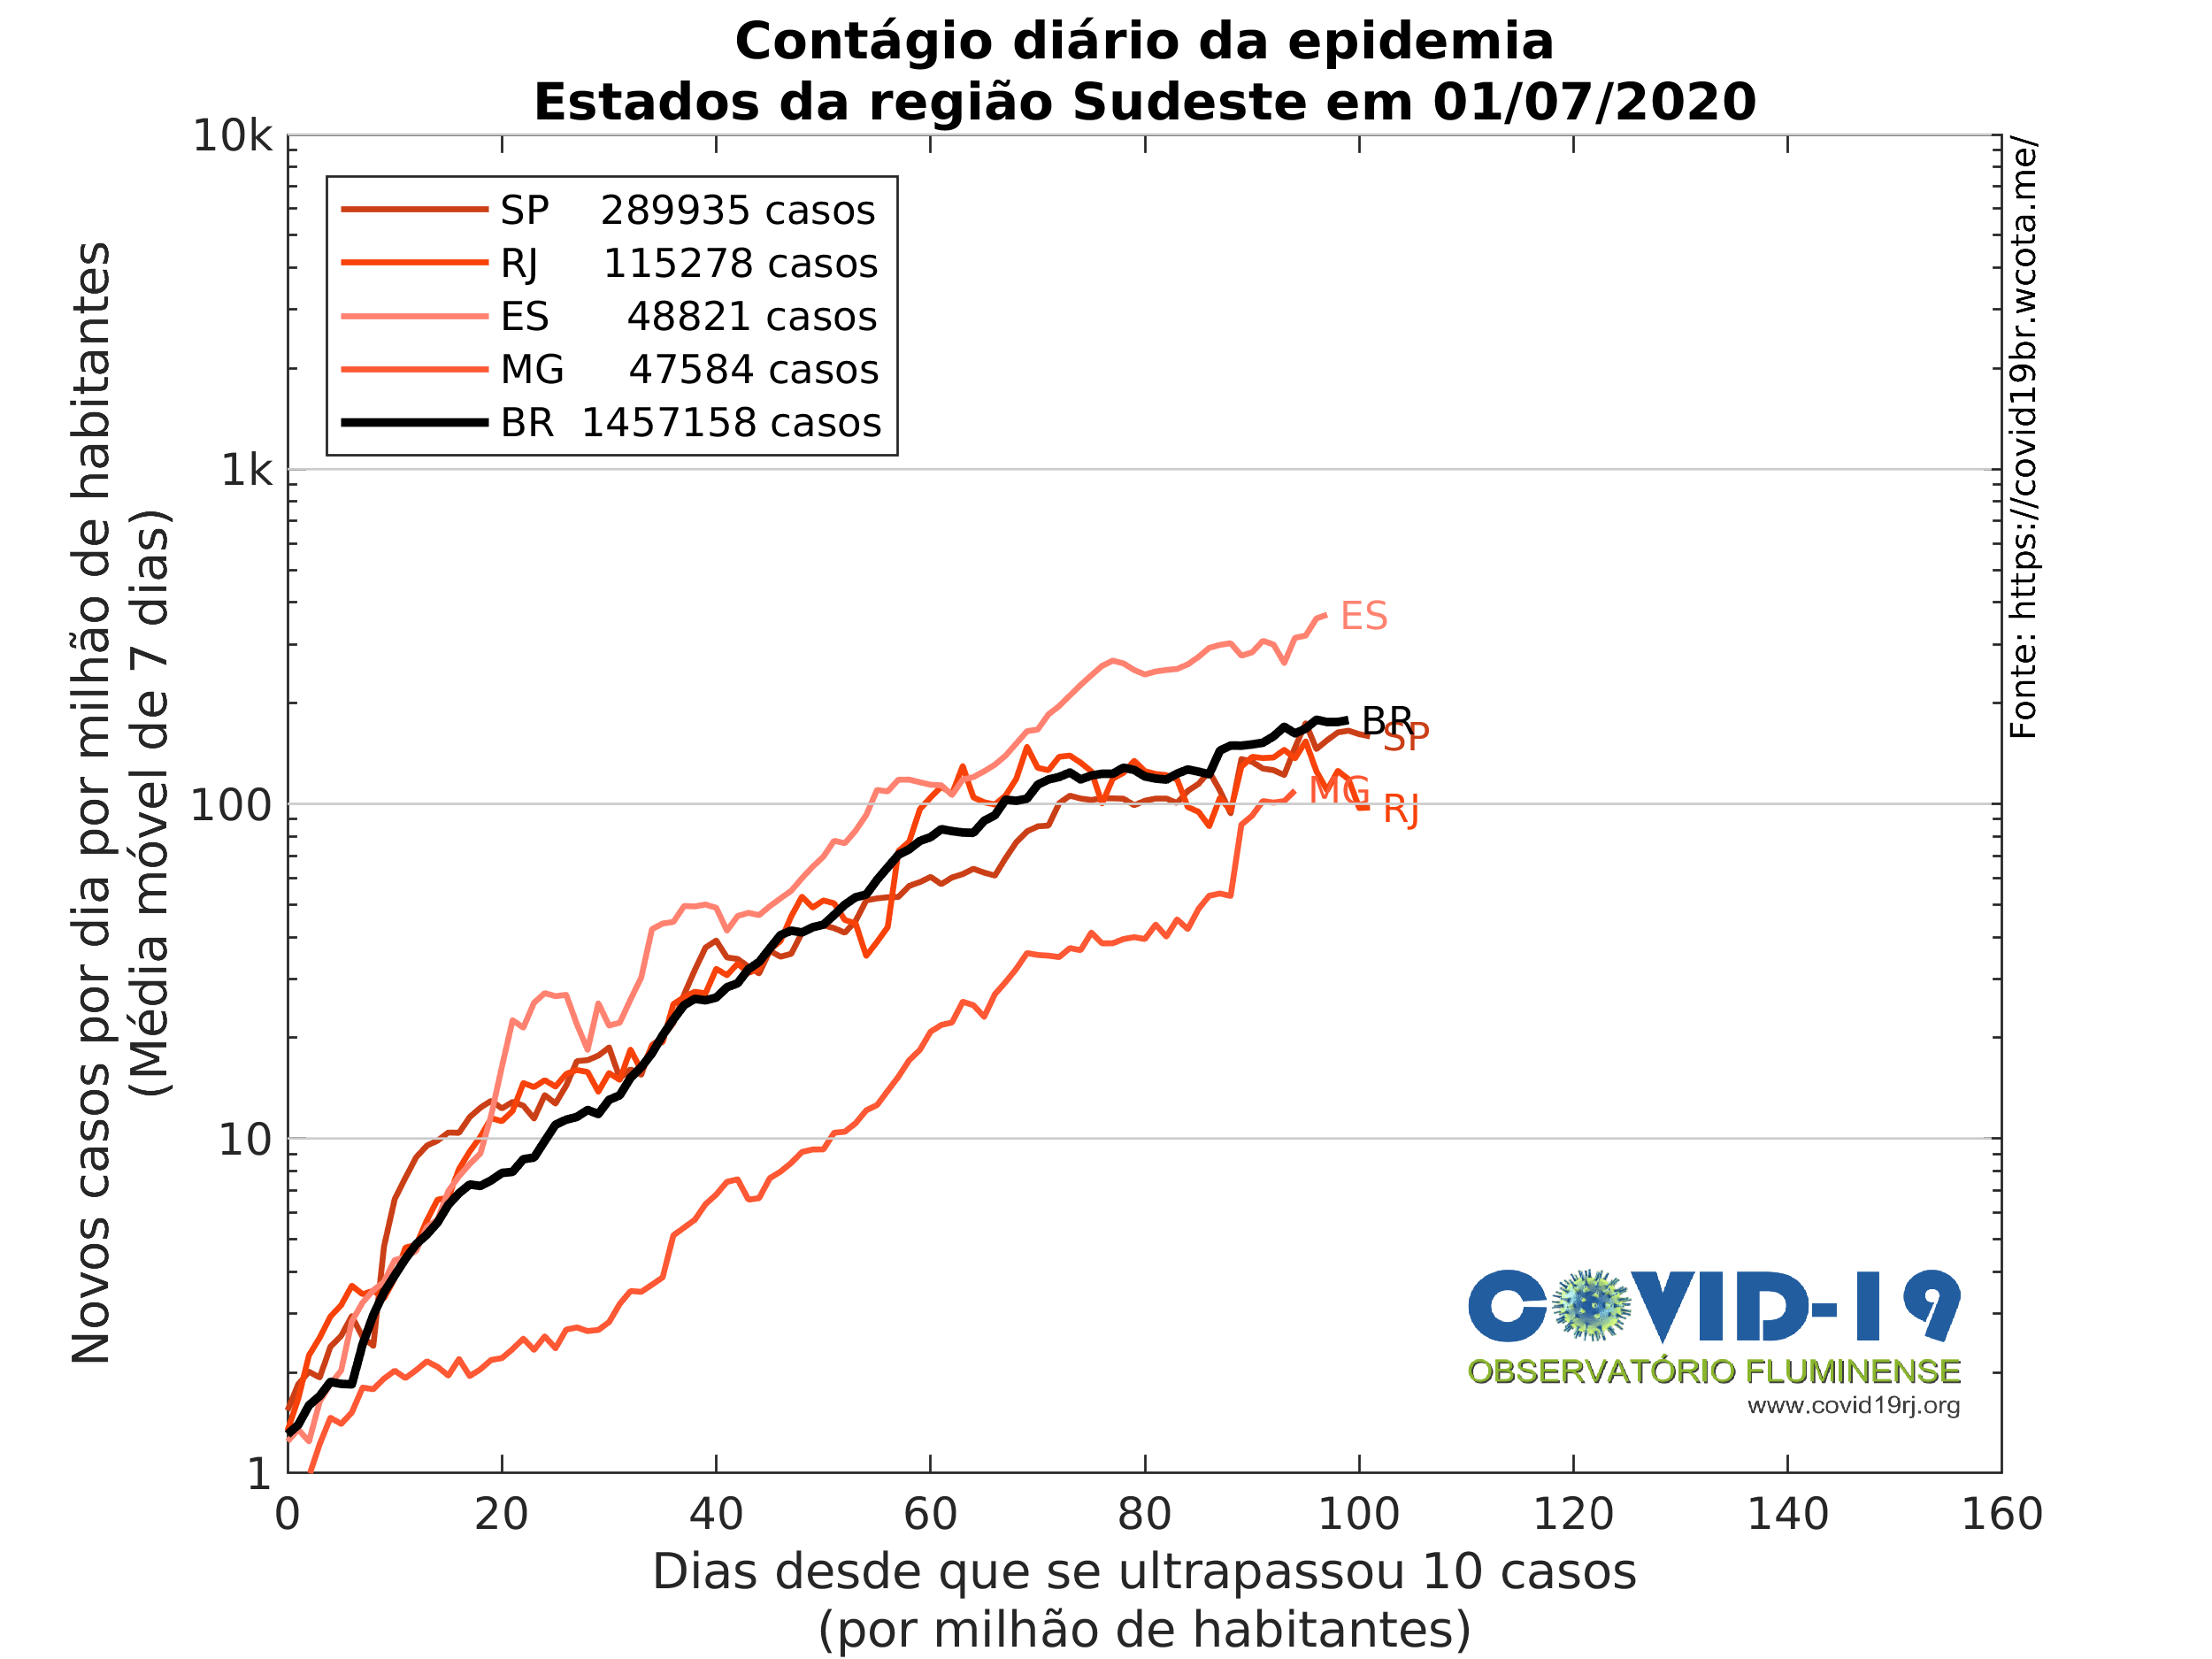 Contágio diário da epidemia
Estados da região Sudeste em 01/07/2020
Novos casos por dia por milhão de habitantes
(Média móvel de 7 dias)
10k
1k
100
10
1
SP 289935 casos
RJ 115278 casos
ES 48821 casos
MG 47584 casos
BR 1457158 casos
ES
BR
SP
MG
RJ
Fonte: https://covid19br.wcota.me/
COVID-19
OBSERVATÓRIO FLUMINENSE
www.covid19rj.org
0 20 40 60 80 100 120 140 160
Dias desde que se ultrapassou 10 casos
(por milhão de habitantes)